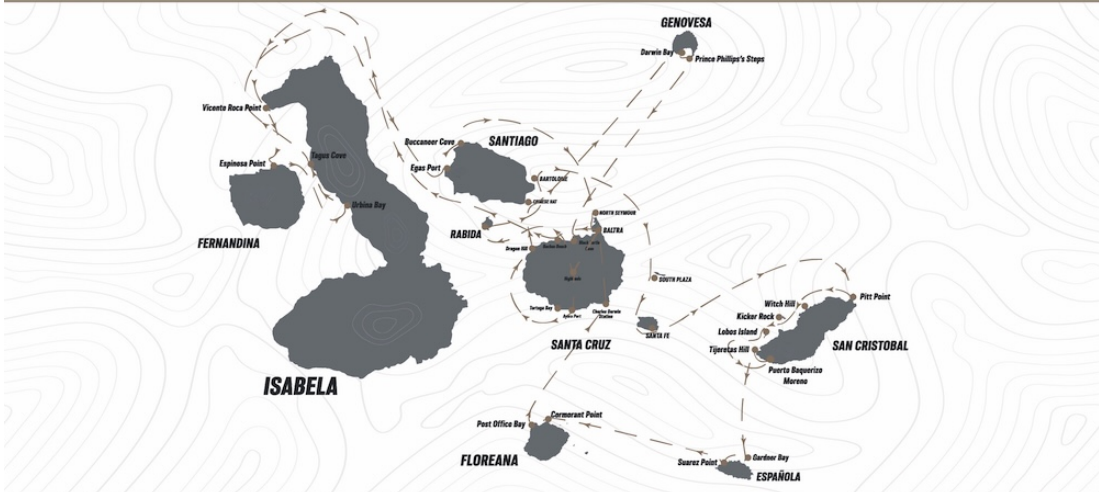 GENOVESA
Darwin Bay
Prince Phillips's Steps
Vicente Roca Point
Buccaneer Cove
SANTIAGO
Tagus Cove
Espinosa Point
Egas Port
BARTOLOME
CHINESE HAT
Urbina Bay
NORTH SEYMOUR
FERNANDINA
RABIDA
BALTRA
Dragon Hill
SOUTH PLAZA
Pitt Point
Witch Hill
Tortuga Bay
Charles Darwin
Station
Kicker Rock
Lobos Island
SANTA FE
SANTA CRUZ
Tijeretas Hill
SAN CRISTOBAL
Puerto Baquerizo
Moreno
ISABELA
Cormorant Point
Post Office Bay
FLOREANA
Suarez Point
Gardner Bay
ESPAÑOLA